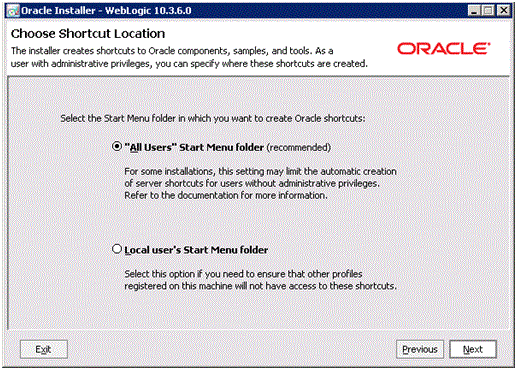 Oracle Installer - WebLogic 10.3.6.0
Choose Shortcut Location
The installer creates shortcuts to Oracle components, samples, and tools. As a
user with administrative privileges, you can specify where these shortcuts are created.
ORACLE
Select the Start Menu folder in which you want to create Oracle shortcuts:
"All Users" Start Menu folder (recommended)
For some installations, this setting may limit the automatic creation
of server shortcuts for users without administrative privileges.
Refer to the documentation for more information.
Local user's Start Menu folder
Select this option if you need to ensure that other profiles
registered on this machine will not have access to these shortcuts.
Exit
Previous
Next